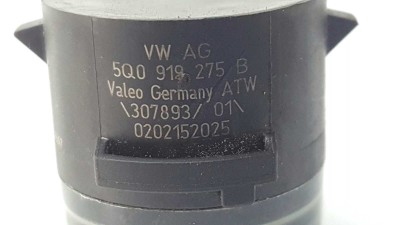 VW AG
5Q0 919 275 B
Valeo Germany ATW
\307893/ 01\
0202152025